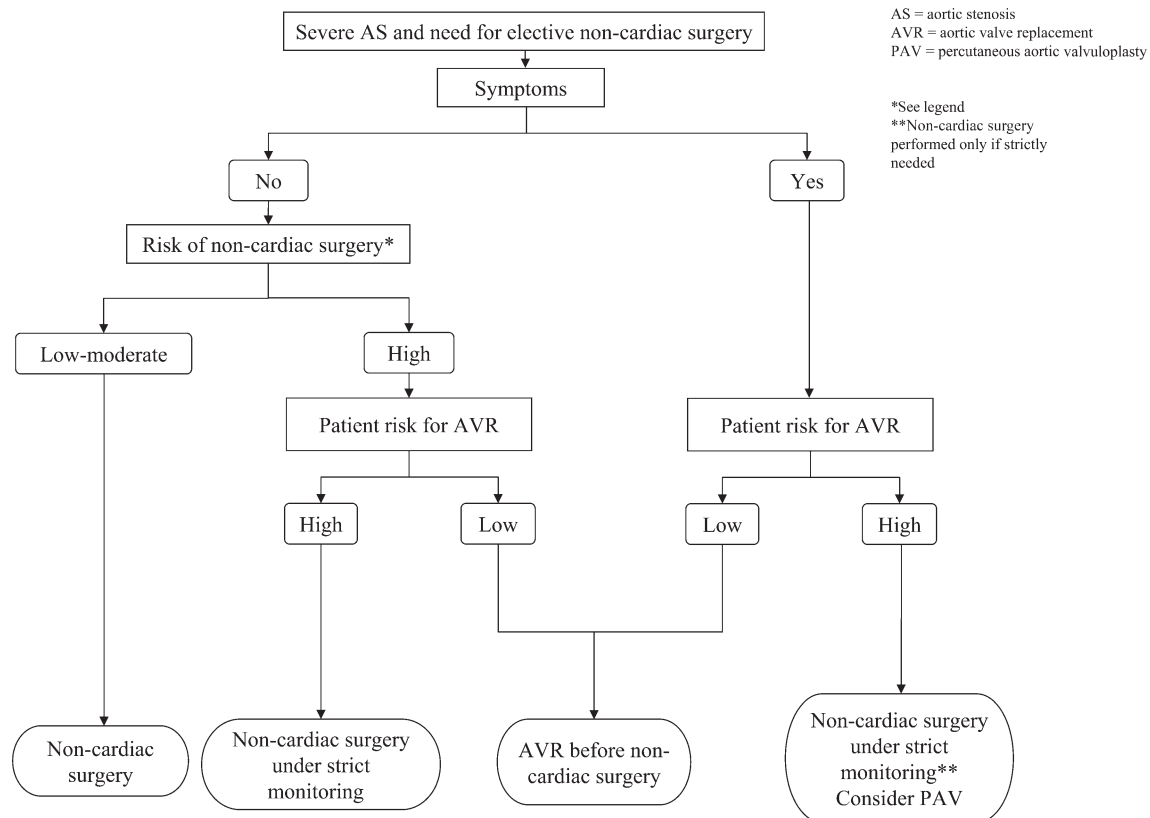 Severe AS and need for elective non-cardiac surgery
AS = aortic stenosis
AVR = aortic valve replacement
PAV = percutaneous aortic valvuloplasty
Symptoms
*See legend
**Non-cardiac surgery
performed only if strictly
needed
No
Yes
Risk of non-cardiac surgery*
Low-moderate
High
Patient risk for AVR
Patient risk for AVR
High
Low
Low
High
Non-cardiac
surgery
Non-cardiac surgery
under strict
monitoring
AVR before non-
cardiac surgery
Non-cardiac surgery
under strict
monitoring**
Consider PAV